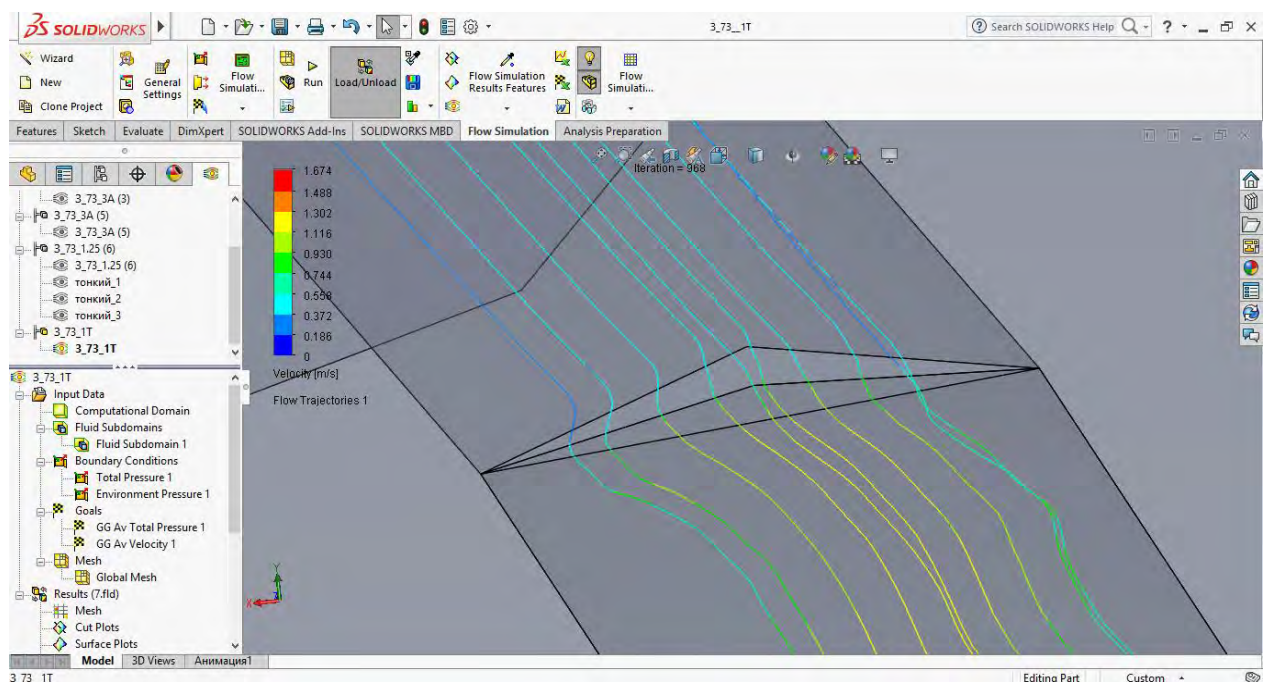 SOLIDWORKS
3_73__1T
Search SOLIDWORKS Help
Wizard
New
Clone Project
General Settings
Flow Simulati...
Run
Load/Unload
Flow Simulation Results Features
Flow Simulati...
Features Sketch Evaluate DimXpert SOLIDWORKS Add-Ins SOLIDWORKS MBD Flow Simulation Analysis Preparation
Iteration = 968
3_73_3A (3)
3_73_3A (5)
3_73_3A (5)
3_73_1.25 (6)
3_73_1.25 (6)
тонкий_1
тонкий_2
тонкий_3
3_73_1T
3_73_1T
3_73_1T
Input Data
Computational Domain
Fluid Subdomains
Fluid Subdomain 1
Boundary Conditions
Total Pressure 1
Environment Pressure 1
Goals
GG Av Total Pressure 1
GG Av Velocity 1
Mesh
Global Mesh
Results (7.fld)
Mesh
Cut Plots
Surface Plots
1.674
1.488
1.302
1.116
0.930
0.744
0.558
0.372
0.186
0
Velocity [m/s]
Flow Trajectories 1
Y
X
Model 3D Views Анимация1
3_73__1T
Editing Part Custom